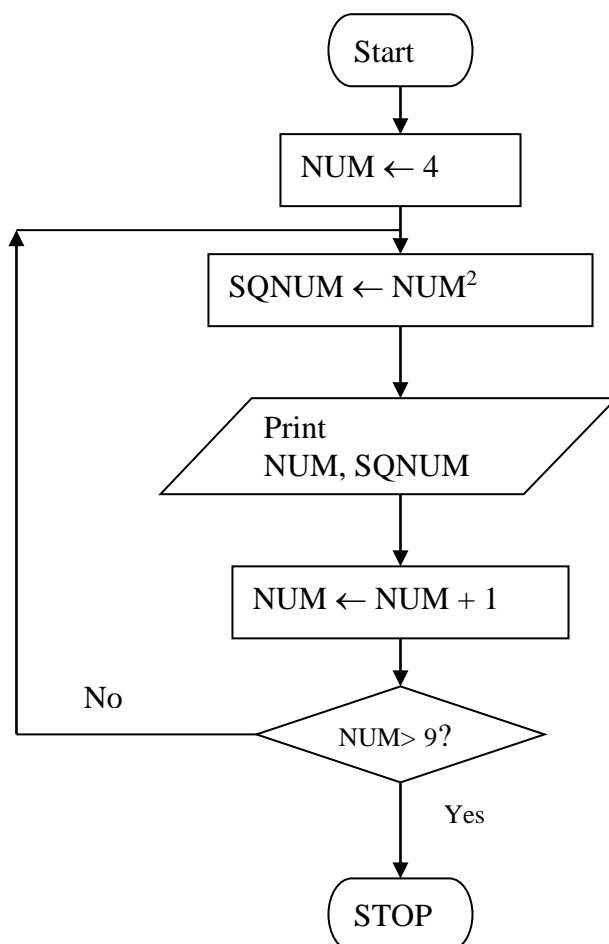 Start
NUM ← 4
SQNUM ← NUM²
Print
NUM, SQNUM
NUM ← NUM + 1
No
NUM> 9?
Yes
STOP